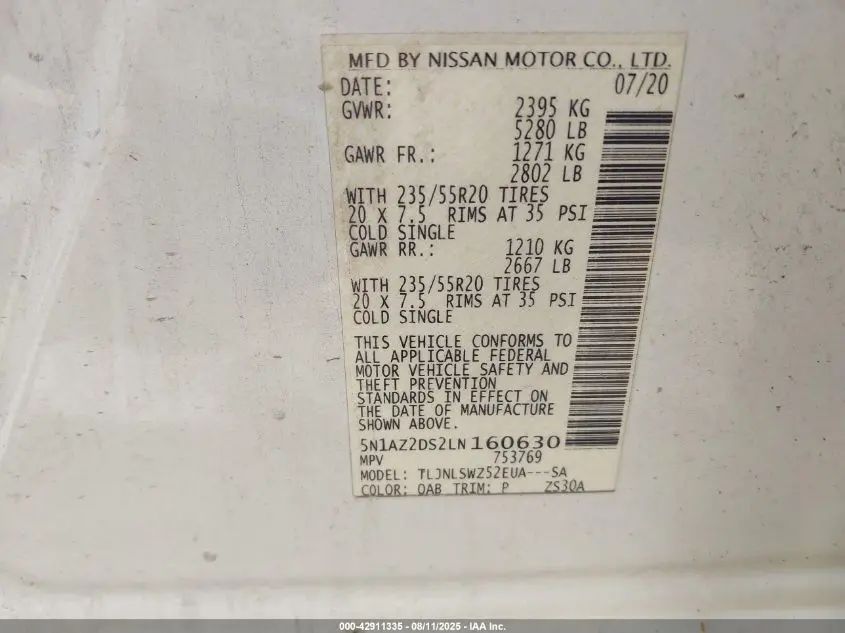 MFD BY NISSAN MOTOR CO., LTD.
DATE: 07/20
GVWR: 2395 KG
5280 LB
GAWR FR.: 1271 KG
2802 LB
WITH 235/55R20 TIRES
20 X 7.5 RIMS AT 35 PSI
COLD SINGLE
GAWR RR.: 1210 KG
2667 LB
WITH 235/55R20 TIRES
20 X 7.5 RIMS AT 35 PSI
COLD SINGLE
THIS VEHICLE CONFORMS TO
ALL APPLICABLE FEDERAL
MOTOR VEHICLE SAFETY AND
THEFT PREVENTION
STANDARDS IN EFFECT ON
THE DATE OF MANUFACTURE
SHOWN ABOVE.
5N1AZ2DS2LN160630
MPV 753769
MODEL: TLJNLSWZ52EUA---SA
COLOR: QAB TRIM: P ZS30A
000-42911335 - 08/11/2025 - IAA Inc.